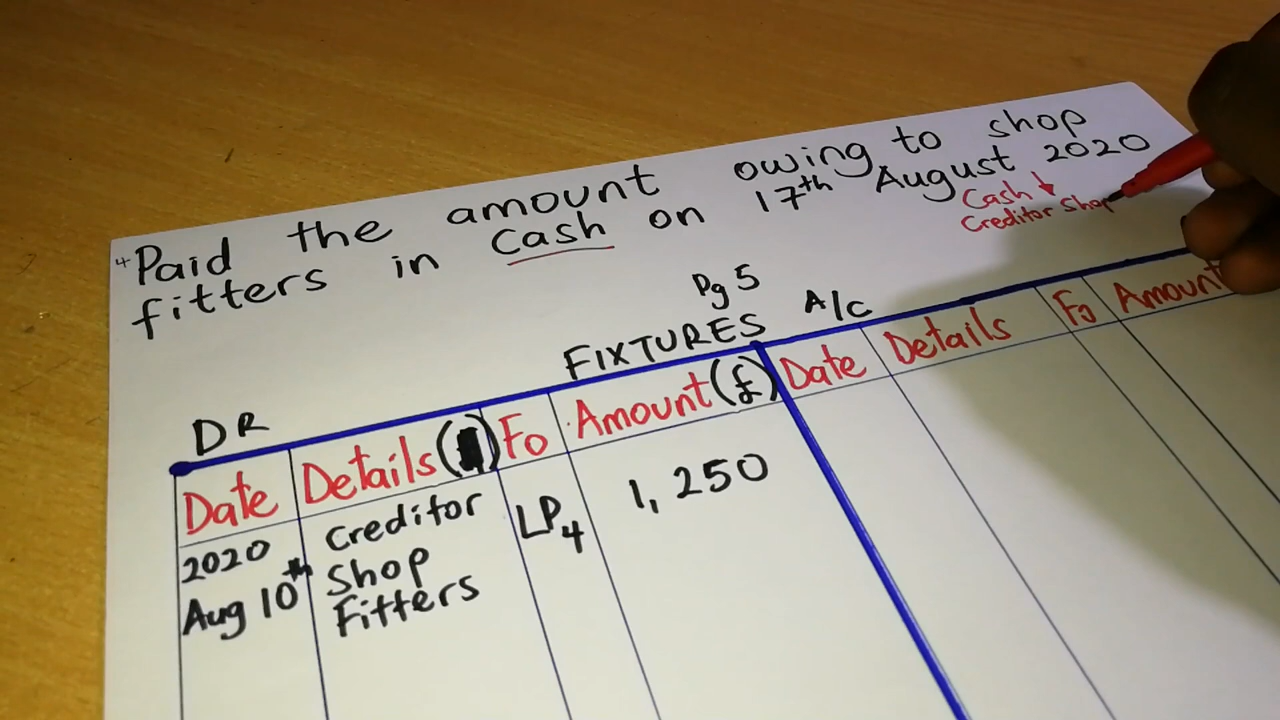 4 Paid the amount owing to shop
fitters in Cash on 17th August 2020
Cash ↓
Creditor Shop
Pg 5
FIXTURES A/C
DR
Date Details ( ) Fo Amount (£) Date Details Fo Amount
2020 Creditor LP4 1,250
Aug 10th Shop
Fitters